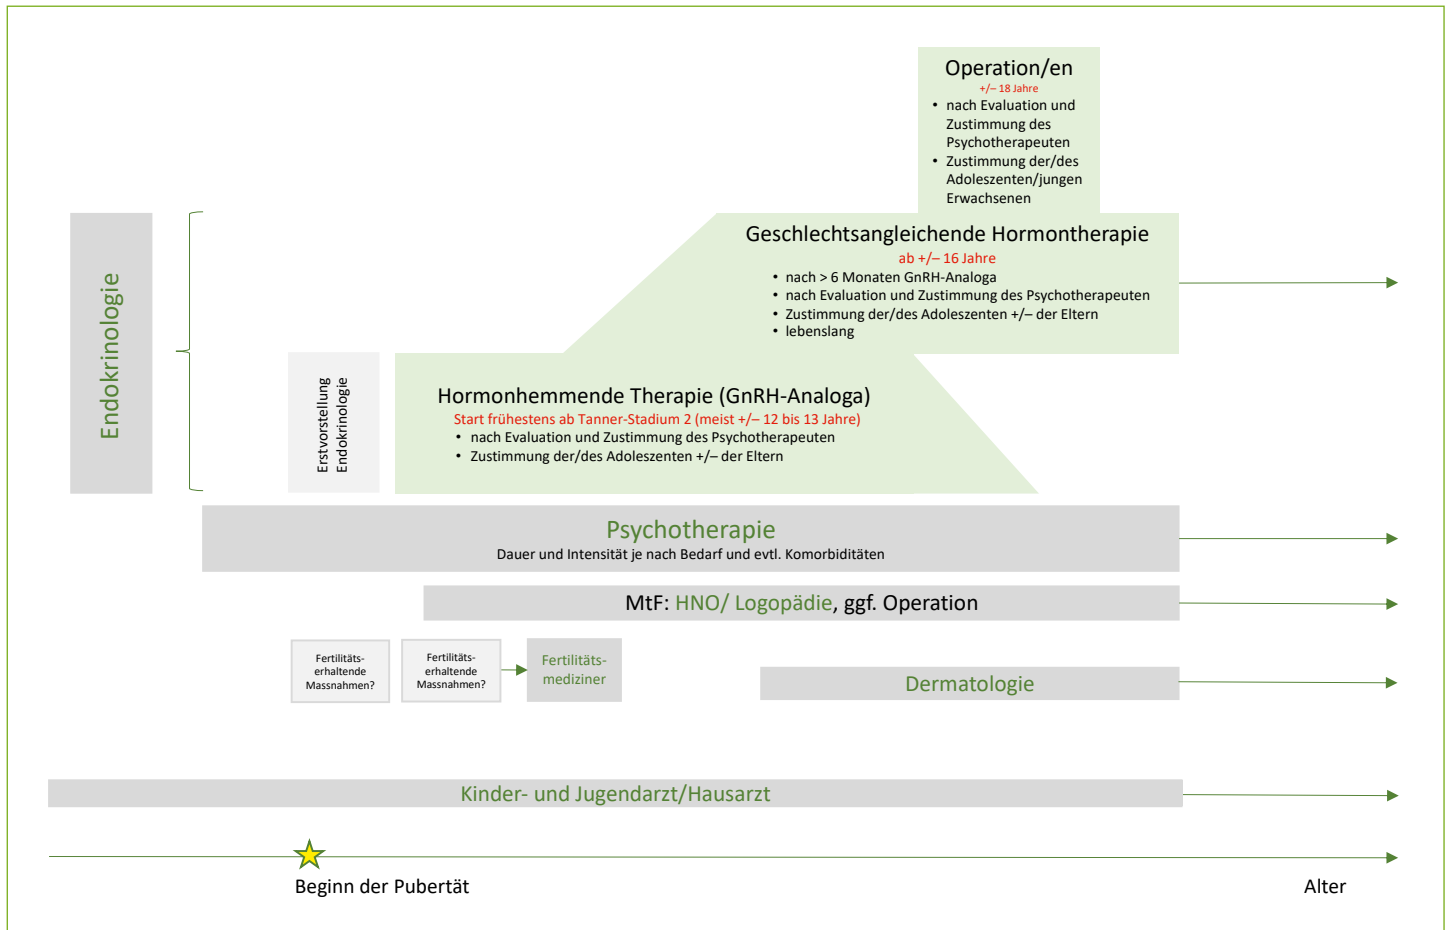 Operation/en
+/– 18 Jahre
• nach Evaluation und
Zustimmung des
Psychotherapeuten
• Zustimmung der/des
Adoleszenten/jungen
Erwachsenen
Endokrinologie
Geschlechtsangleichende Hormontherapie
ab +/– 16 Jahre
• nach > 6 Monaten GnRH-Analoga
• nach Evaluation und Zustimmung des Psychotherapeuten
• Zustimmung der/des Adoleszenten +/– der Eltern
• lebenslang
Erstvorstellung
Endokrinologie
Hormonhemmende Therapie (GnRH-Analoga)
Start frühestens ab Tanner-Stadium 2 (meist +/– 12 bis 13 Jahre)
• nach Evaluation und Zustimmung des Psychotherapeuten
• Zustimmung der/des Adoleszenten +/– der Eltern
Psychotherapie
Dauer und Intensität je nach Bedarf und evtl. Komorbiditäten
MtF: HNO/ Logopädie, ggf. Operation
Fertilitäts-
erhaltende
Massnahmen?
Fertilitäts-
erhaltende
Massnahmen?
Fertilitäts-
mediziner
Dermatologie
Kinder- und Jugendarzt/Hausarzt
Beginn der Pubertät
Alter